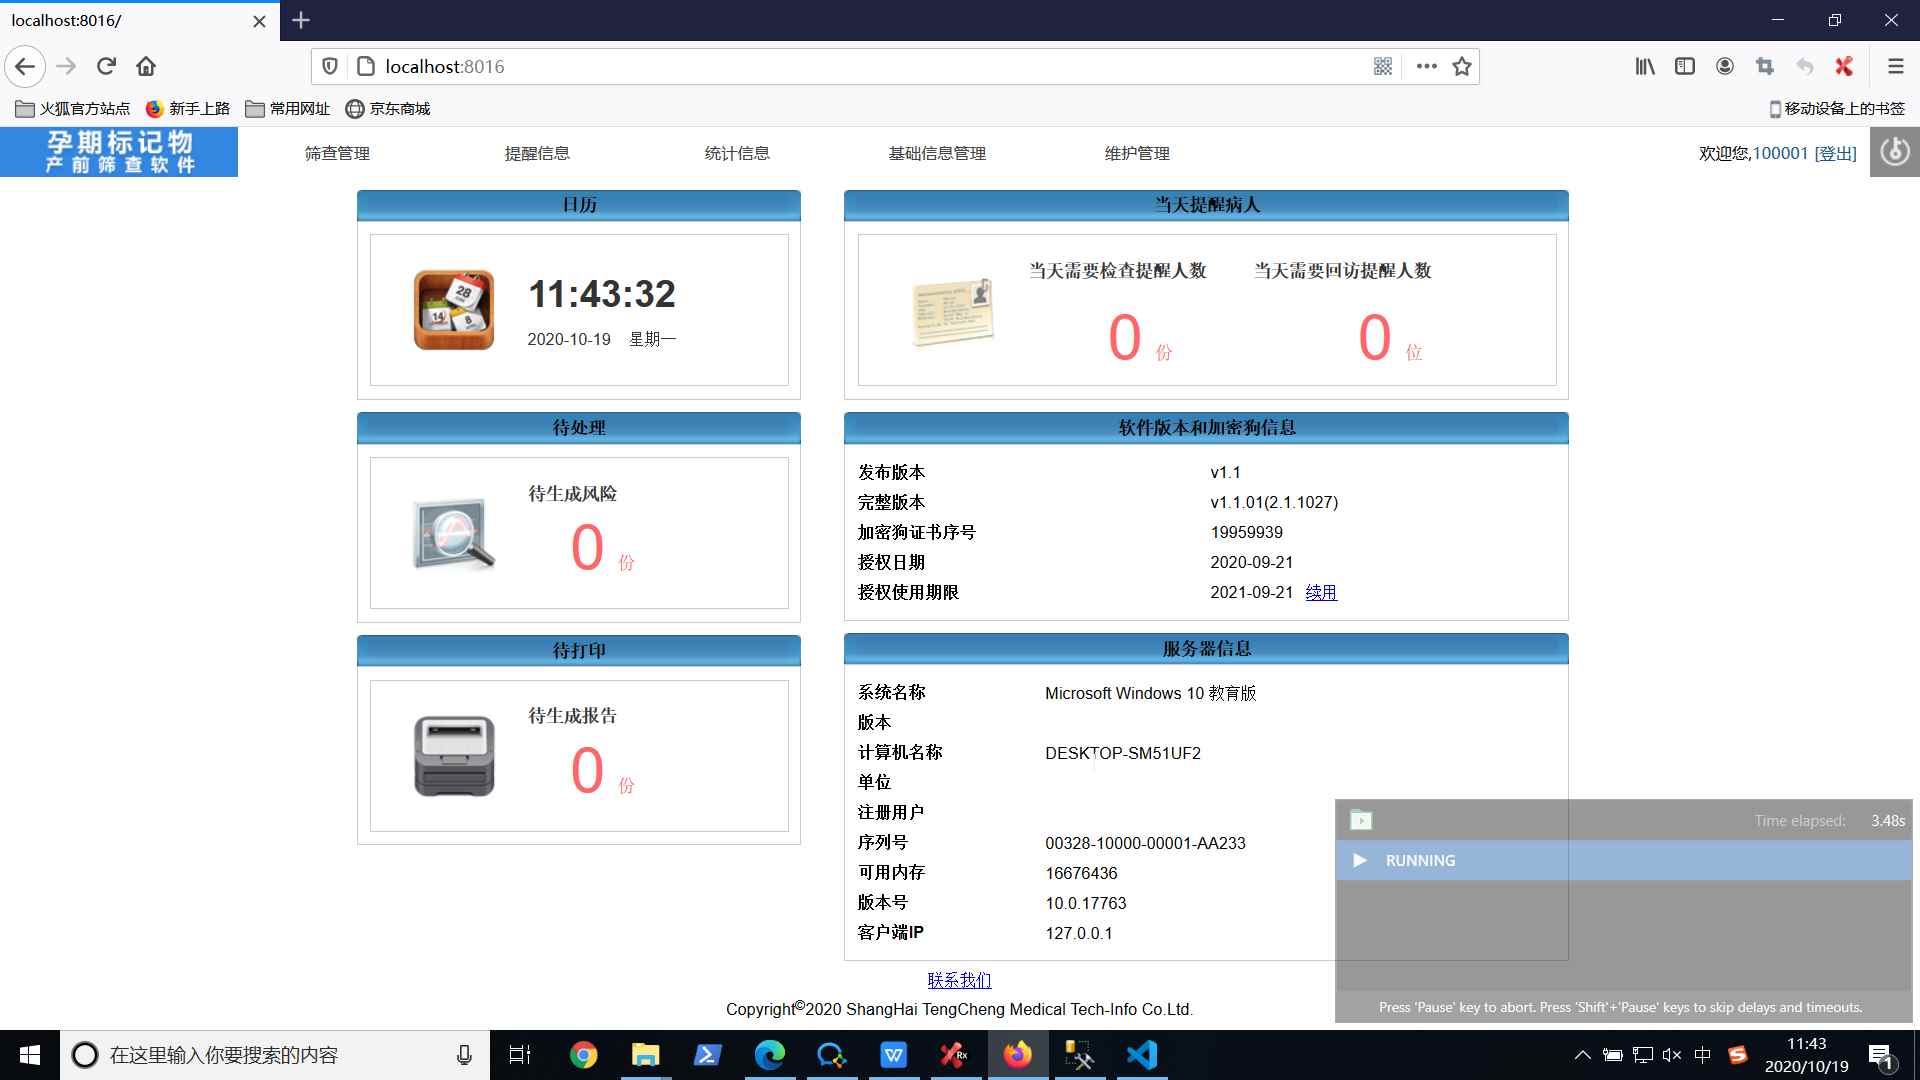 localhost:8016/
localhost:8016
火狐官方站点 新手上路 常用网址 京东商城 移动设备上的书签
孕期标记物
产前筛查软件
筛查管理 提醒信息 统计信息 基础信息管理 维护管理 欢迎您,100001 [登出]
日历
11:43:32
2020-10-19 星期一
当天提醒病人
当天需要检查提醒人数 当天需要回访提醒人数
0 份 0 位
待处理
待生成风险
0 份
软件版本和加密狗信息
发布版本 v1.1
完整版本 v1.1.01(2.1.1027)
加密狗证书序号 19959939
授权日期 2020-09-21
授权使用期限 2021-09-21 续用
待打印
待生成报告
0 份
服务器信息
系统名称 Microsoft Windows 10 教育版
版本
计算机名称 DESKTOP-SM51UF2
单位
注册用户
序列号 00328-10000-00001-AA233
可用内存 16676436
版本号 10.0.17763
客户端IP 127.0.0.1
Time elapsed: 3.48s
RUNNING
Press 'Pause' key to abort. Press 'Shift'+'Pause' keys to skip delays and timeouts.
联系我们
Copyright©2020 ShangHai TengCheng Medical Tech-Info Co.Ltd.
在这里输入你要搜索的内容
中
11:43
2020/10/19
1